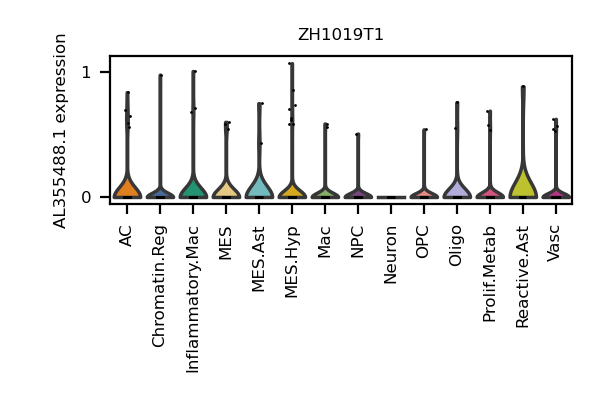 ZH1019T1
AL355488.1 expression
1
0
AC
Chromatin.Reg
Inflammatory.Mac
MES
MES.Ast
MES.Hyp
Mac
NPC
Neuron
OPC
Oligo
Prolif.Metab
Reactive.Ast
Vasc